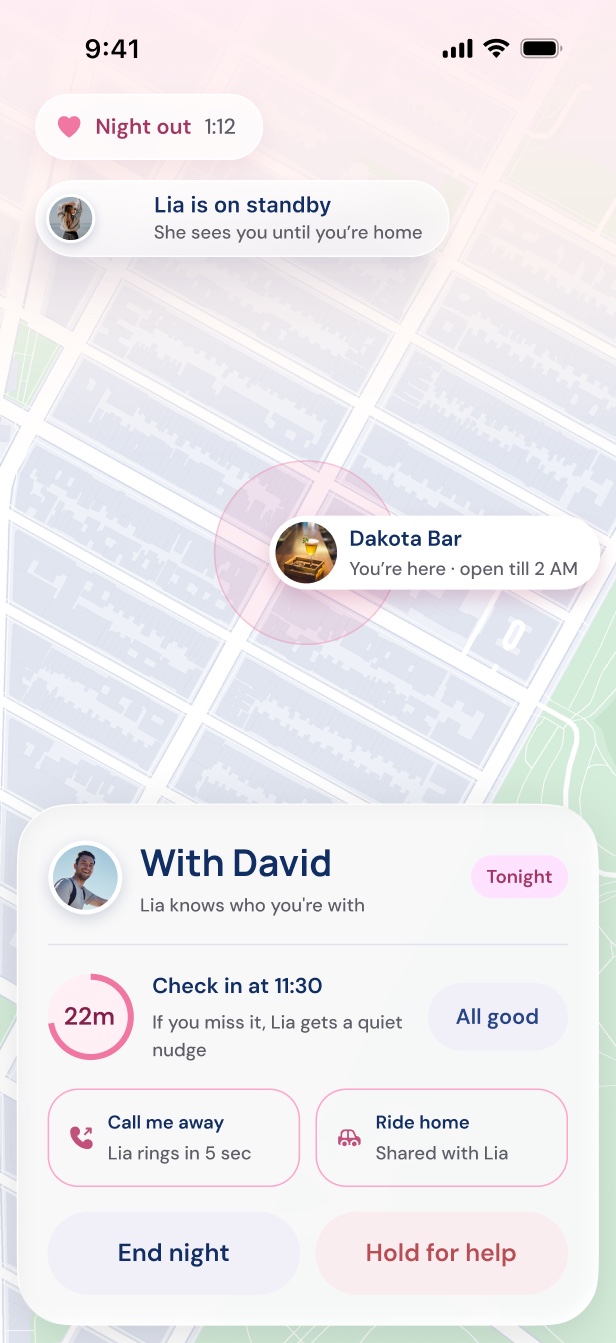 9:41
Night out 1:12
Lia is on standby
She sees you until you’re home
Dakota Bar
You’re here · open till 2 AM
With David
Lia knows who you're with
Tonight
22m
Check in at 11:30
If you miss it, Lia gets a quiet
nudge
All good
Call me away
Lia rings in 5 sec
Ride home
Shared with Lia
End night
Hold for help